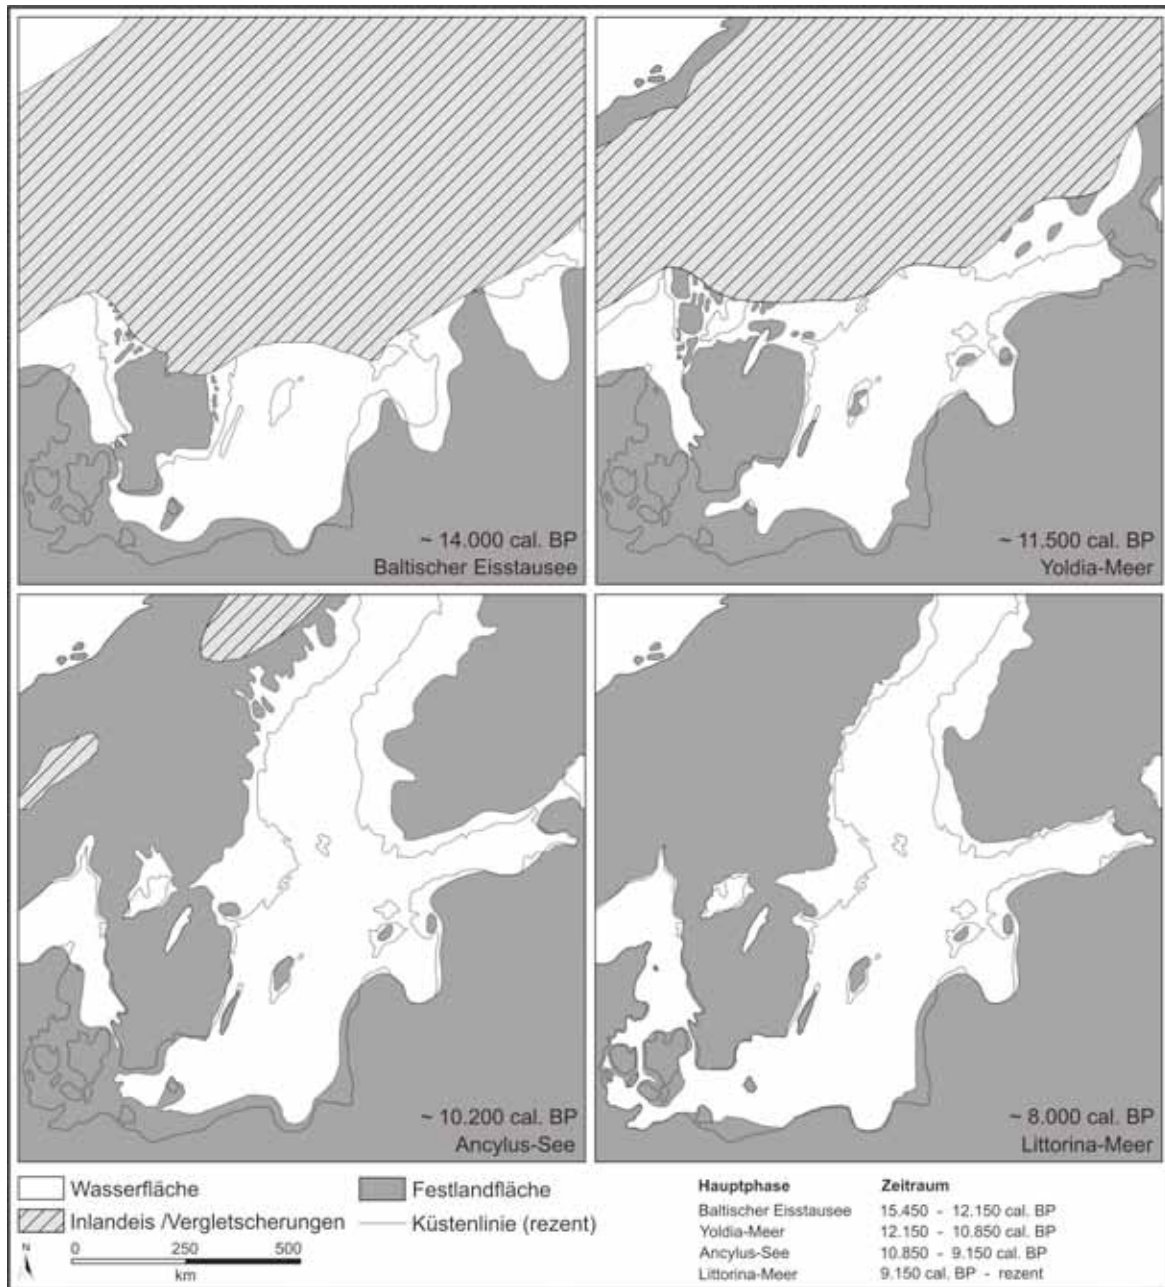 ~ 14.000 cal. BP
Baltischer Eisstausee
~ 11.500 cal. BP
Yoldia-Meer
~ 10.200 cal. BP
Ancylus-See
~ 8.000 cal. BP
Littorina-Meer
Wasserfläche
Festlandfläche
Inlandeis /Vergletscherungen
Küstenlinie (rezent)
N
0 250 500
km
Hauptphase Zeitraum
Baltischer Eisstausee 15.450 - 12.150 cal. BP
Yoldia-Meer 12.150 - 10.850 cal. BP
Ancylus-See 10.850 - 9.150 cal. BP
Littorina-Meer 9.150 cal. BP - rezent